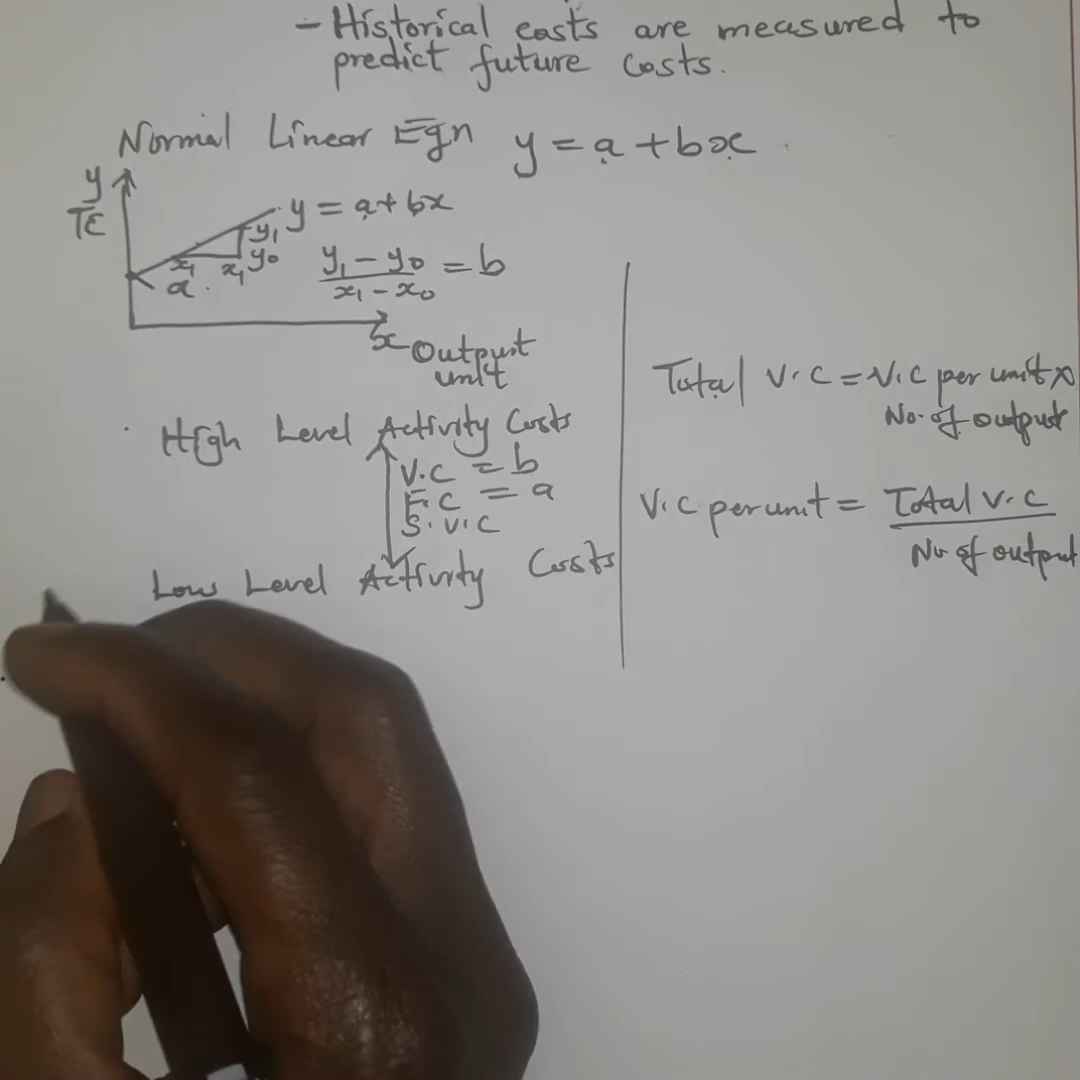 - Historical costs are measured to
predict future costs.
Normal Linear Eqn y = a + bx
y
TC
y = a + bx
y₁
x₁ x₁ y₀
a
y₁ - y₀ = b
x₁ - x₀
x Output
unit
High Level Activity Costs
V.C = b
F.C = a
S.V.C
Low Level Activity Costs
Total V.C = V.C per unit x
No. of output
V.C per unit = Total V.C
No of output